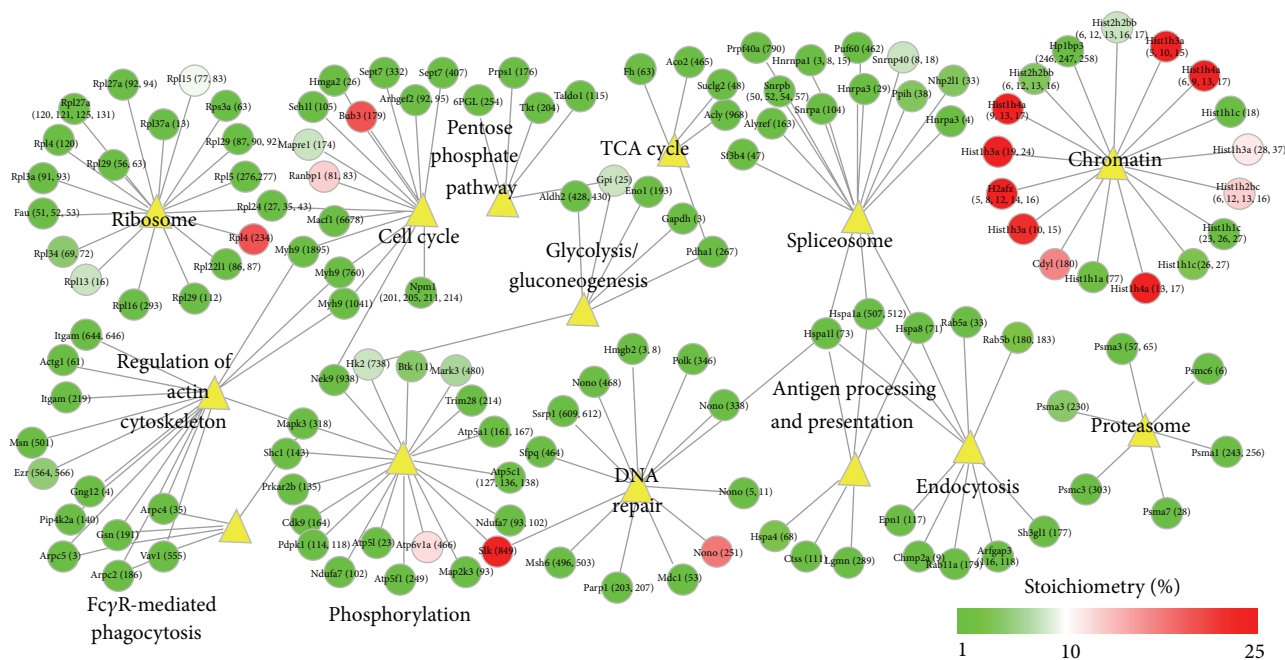 Rpl27a (92, 94)
Rpl15 (77, 83)
Rpl27a
(120, 121, 125, 131)
Rps3a (63)
Rpl37a (13)
Rpl4 (120)
Rpl29 (87, 90, 92)
Rpl29 (56, 63)
Rpl3a (91, 93)
Rpl5 (276,277)
Fau (51, 52, 53)
Rpl24 (27, 35, 43)
Ribosome
Rpl4 (234)
Rpl34 (69, 72)
Rpl13 (16)
Rpl22l1 (86, 87)
Rpl16 (293)
Rpl29 (112)
Hmga2 (26)
Sept7 (332)
Sept7 (407)
Seh1l (105)
Arhgef2 (92, 95)
Bub3 (179)
Mapre1 (174)
Ranbp1 (81, 83)
Macf1 (6678)
Cell cycle
Myh9 (1895)
Myh9 (760)
Myh9 (1041)
Npm1
(201, 205, 211, 214)
Prps1 (176)
6PGL (254)
Taldo1 (115)
Tkt (204)
Pentose
phosphate
pathway
Fh (63)
Aco2 (465)
Suclg2 (48)
Acly (968)
TCA cycle
Gpi (25)
Aldh2 (428, 430)
Eno1 (193)
Gapdh (3)
Pdha1 (267)
Glycolysis/
gluconeogenesis
Prpf40a (790)
Puf60 (462)
Hnrnpa1 (3, 8, 15)
Snrnp40 (8, 18)
Snrpb
(50, 52, 54, 57)
Hnrpa3 (29)
Nhp2l1 (33)
Ppih (38)
Snrpa (104)
Alyref (163)
Hnrpa3 (4)
Sf3b4 (47)
Spliceosome
Hist2h2bb
(6, 12, 13, 16, 17)
Hp1bp3
(246, 247, 258)
Hist1h3a
(5, 10, 15)
Hist2h2bb
(6, 12, 13, 16)
Hist1h4a
(6, 9, 13, 17)
Hist1h4a
(9, 13, 17)
Hist1h1c (18)
Hist1h3a (19, 24)
Hist1h3a (28, 37)
Chromatin
H2afz
(5, 8, 12, 14, 16)
Hist1h2bc
(6, 12, 13, 16)
Hist1h3a (10, 15)
Hist1h1c
(23, 26, 27)
Cdyl (180)
Hist1h1a (77)
Hist1h1c(26, 27)
Hist1h4a (13, 17)
Itgam (644, 646)
Actg1 (61)
Itgam (219)
Regulation of
actin
cytoskeleton
Msn (501)
Ezr (564, 566)
Gng12 (4)
Pip4k2a (140)
Arpc4 (35)
Gsn (191)
Arpc5 (3)
Vav1 (555)
Arpc2 (186)
FcγR-mediated
phagocytosis
Hk2 (738)
Btk (11)
Mark3 (480)
Nek9 (938)
Trim28 (214)
Mapk3 (318)
Atp5a1 (161, 167)
Shc1 (143)
Atp5c1
(127, 136, 138)
Prkar2b (135)
Cdk9 (164)
Ndufa7 (93, 102)
Pdpk1 (114, 118)
Atp5l (23)
Atp6v1a (466)
Slk (849)
Ndufa7 (102)
Atp5f1 (249)
Map2k3 (93)
Phosphorylation
Hmgb2 (3, 8)
Polk (346)
Nono (468)
Nono (338)
Ssrp1 (609, 612)
Sfpq (464)
DNA
repair
Nono (5, 11)
Nono (251)
Msh6 (496, 503)
Mdc1 (53)
Parp1 (203, 207)
Hspa1a (507, 512)
Hspa1l (73)
Hspa8 (71)
Rab5a (33)
Rab5b (180, 183)
Antigen processing
and presentation
Hspa4 (68)
Ctss (111)
Lgmn (289)
Endocytosis
Epn1 (117)
Sh3gl1 (177)
Chmp2a (9)
Rab11a (179)
Arfgap3
(116, 118)
Psma3 (57, 65)
Psmc6 (6)
Psma3 (230)
Proteasome
Psma1 (243, 256)
Psmc3 (303)
Psma7 (28)
Stoichiometry (%)
1
10
25